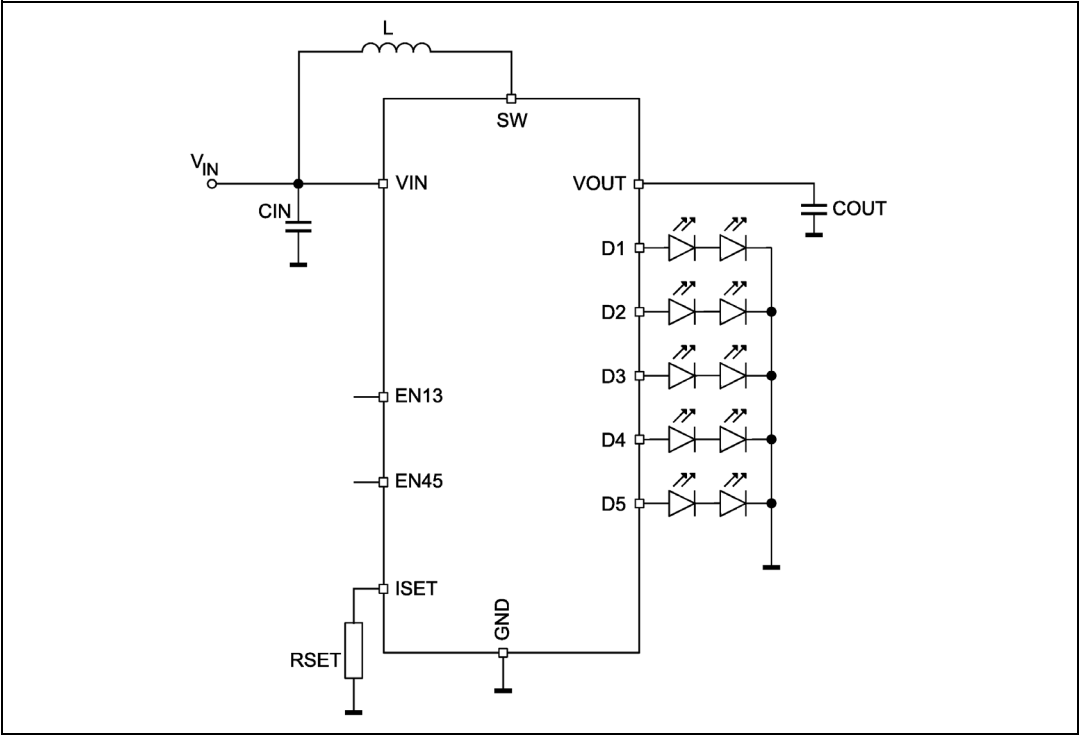 L
SW
VIN
VIN
VOUT
CIN
COUT
D1
D2
D3
EN13
D4
EN45
D5
ISET
GND
RSET